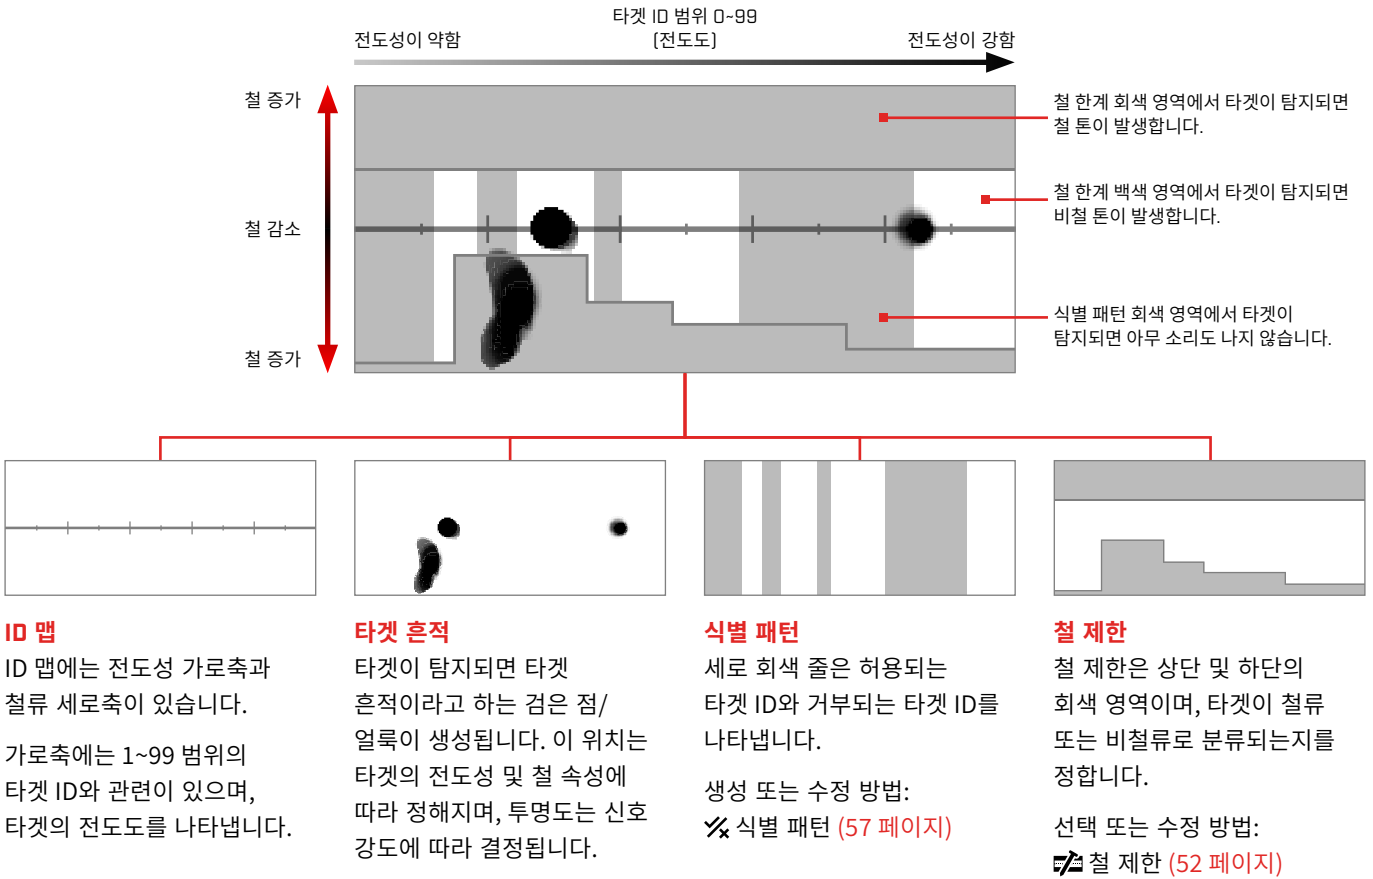 타겟 ID 범위 0~99
(전도도)
전도성이 약함
전도성이 강함
철 증가
철 감소
철 증가
철 한계 회색 영역에서 타겟이 탐지되면
철 톤이 발생합니다.
철 한계 백색 영역에서 타겟이 탐지되면
비철 톤이 발생합니다.
식별 패턴 회색 영역에서 타겟이
탐지되면 아무 소리도 나지 않습니다.
ID 맵
ID 맵에는 전도성 가로축과
철류 세로축이 있습니다.
가로축에는 1~99 범위의
타겟 ID와 관련이 있으며,
타겟의 전도도를 나타냅니다.
타겟 흔적
타겟이 탐지되면 타겟
흔적이라고 하는 검은 점/
얼룩이 생성됩니다. 이 위치는
타겟의 전도성 및 철 속성에
따라 정해지며, 투명도는 신호
강도에 따라 결정됩니다.
식별 패턴
세로 회색 줄은 허용되는
타겟 ID와 거부되는 타겟 ID를
나타냅니다.
생성 또는 수정 방법:
식별 패턴 (57 페이지)
철 제한
철 제한은 상단 및 하단의
회색 영역이며, 타겟이 철류
또는 비철류로 분류되는지를
정합니다.
선택 또는 수정 방법:
철 제한 (52 페이지)